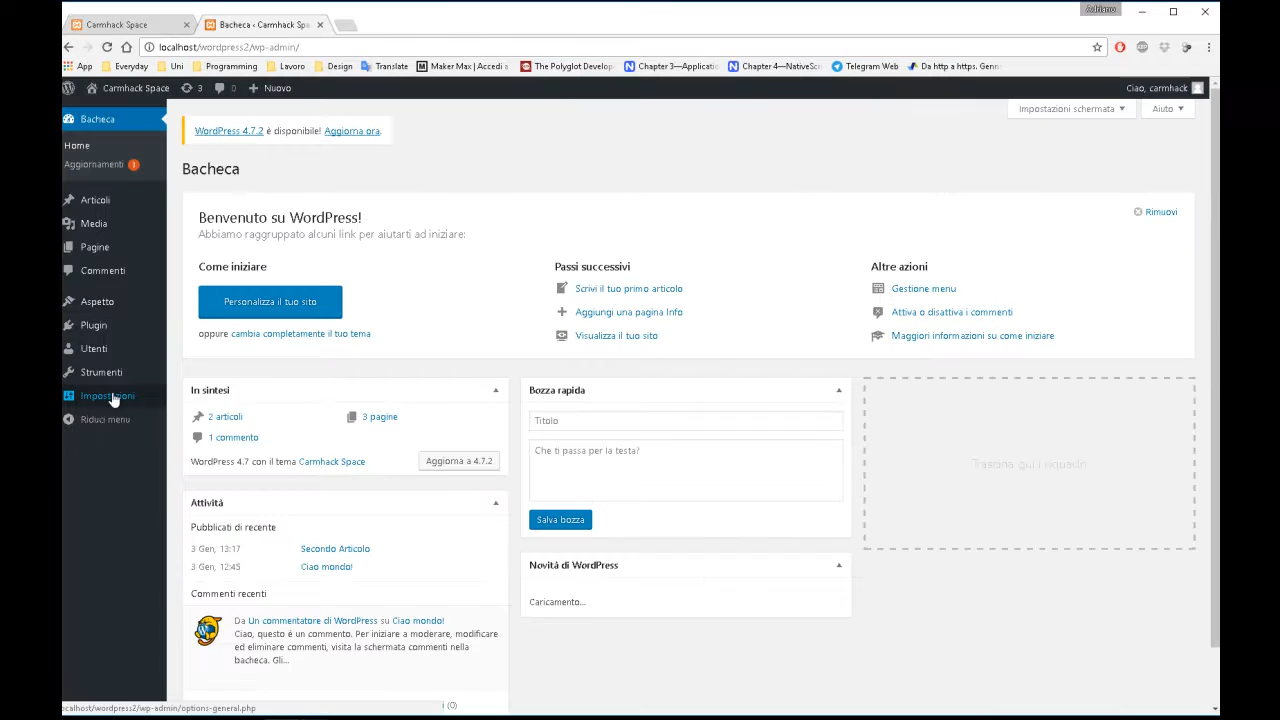 Adriano
Carmhack Space
Bacheca ‹ Carmhack Sp
localhost/wordpress2/wp-admin/
App Everyday Uni Programming Lavoro Design Translate Maker Max | Accedi a The Polyglot Develop Chapter 3—Applicatio Chapter 4—NativeScr Telegram Web Da http a https. Gen
Carmhack Space 3 0 Nuovo Ciao, carmhack
Bacheca
Home
Aggiornamenti 1
Articoli
Media
Pagine
Commenti
Aspetto
Plugin
Utenti
Strumenti
Impostazioni
Riduci menu
Impostazioni schermata Aiuto
WordPress 4.7.2 è disponibile! Aggiorna ora.
Bacheca
Benvenuto su WordPress!
Abbiamo raggruppato alcuni link per aiutarti ad iniziare:
Rimuovi
Come iniziare
Personalizza il tuo sito
oppure cambia completamente il tuo tema
Passi successivi
Scrivi il tuo primo articolo
Aggiungi una pagina Info
Visualizza il tuo sito
Altre azioni
Gestione menu
Attiva o disattiva i commenti
Maggiori informazioni su come iniziare
In sintesi
2 articoli 3 pagine
1 commento
WordPress 4.7 con il tema Carmhack Space Aggiorna a 4.7.2
Attività
Pubblicati di recente
3 Gen, 13:17 Secondo Articolo
3 Gen, 12:45 Ciao mondo!
Commenti recenti
Da Un commentatore di WordPress su Ciao mondo!
Ciao, questo è un commento. Per iniziare a moderare, modificare
ed eliminare commenti, visita la schermata commenti nella
bacheca. Gli...
(0)
Bozza rapida
Titolo
Che ti passa per la testa?
Salva bozza
Novità di WordPress
Caricamento...
Trascina qui i riquadri
localhost/wordpress2/wp-admin/options-general.php